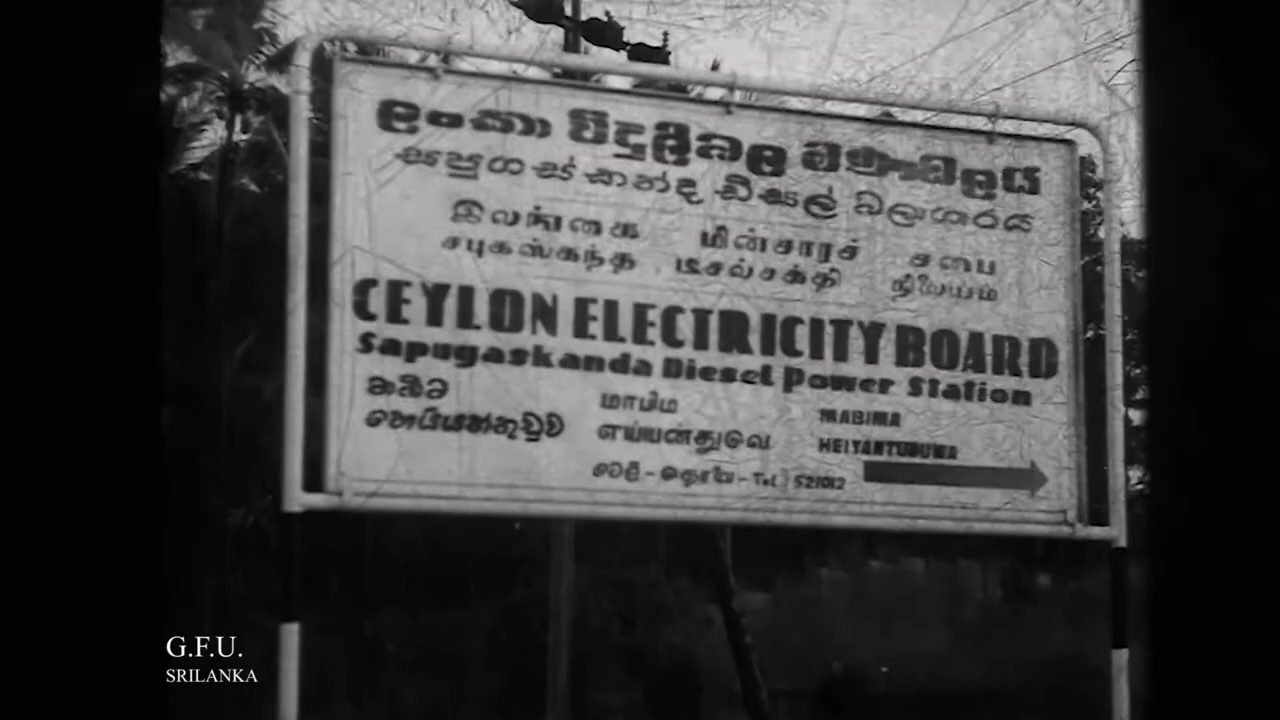 ලංකා විදුලිබල මණ්ඩලය
සපුගස්කන්ද ඩීසල් බලාගාරය
இலங்கை மின்சாரச் சபை
சபுகஸ்கந்த டீசல்சக்தி நிலையம்
CEYLON ELECTRICITY BOARD
Sapugaskanda Diesel Power Station
මාබිම மாபிம MABIMA
හෙයියන්තුඩුව எய்யன்துவெ HEIYANTUDUWA
ටෙලි - - Tel. 521012
G.F.U.
SRILANKA